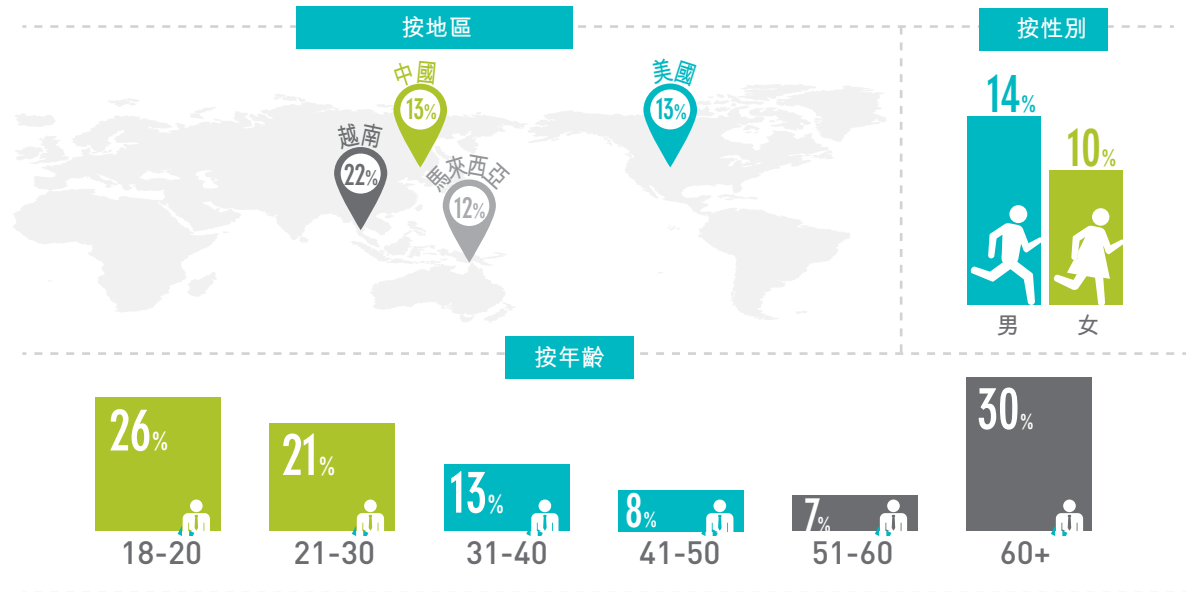 按地區
中國
13%
美國
13%
越南
22%
馬來西亞
12%
按性別
14%
10%
男
女
按年齡
26%
21%
13%
8%
7%
30%
18-20
21-30
31-40
41-50
51-60
60+